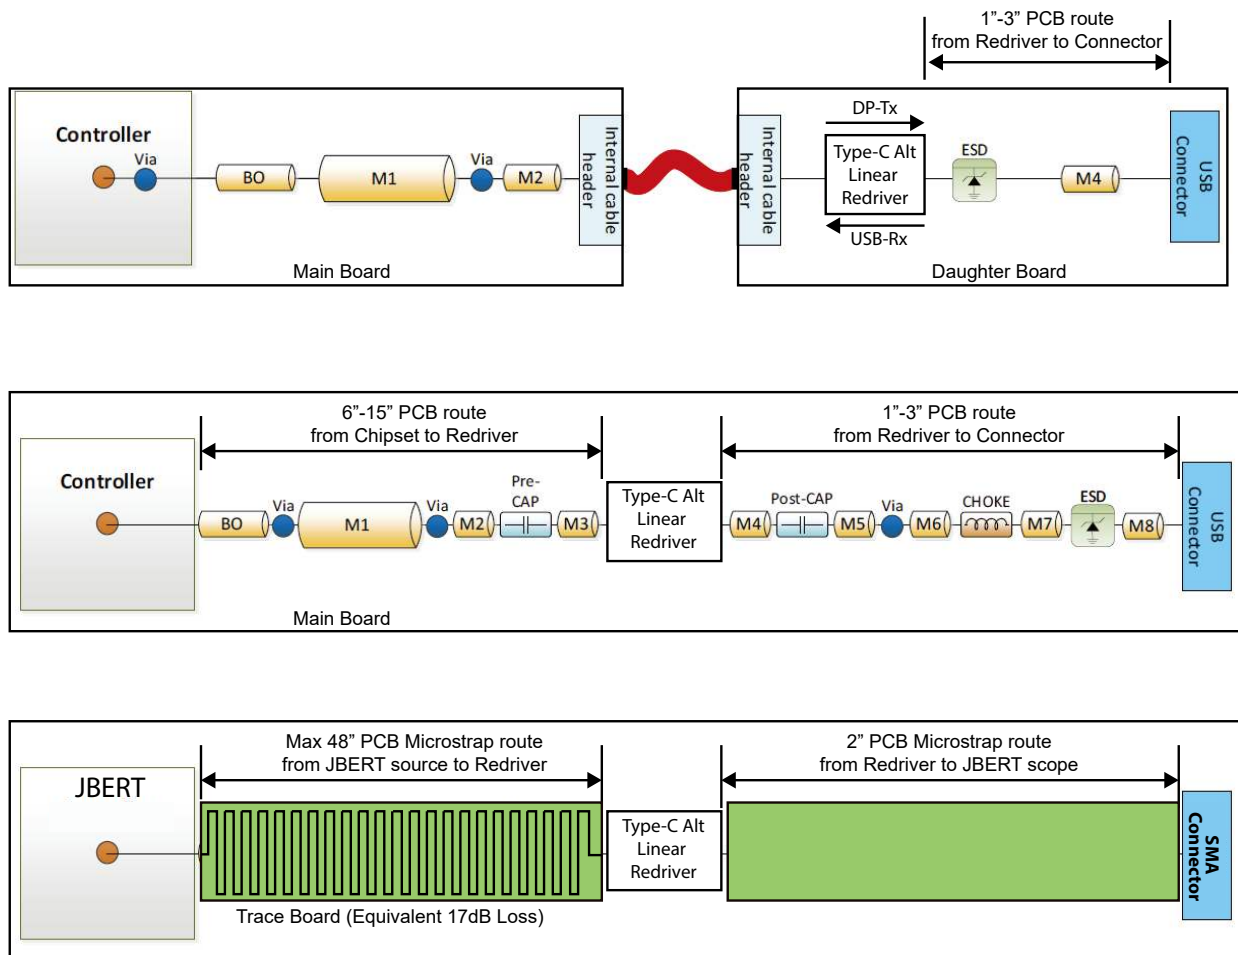 1”-3” PCB route
from Redriver to Connector
Controller
Via
BO
M1
Via
M2
Internal cable
header
Main Board
Internal cable
header
DP-Tx
Type-C Alt
Linear
Redriver
USB-Rx
ESD
M4
USB
Connector
Daughter Board
6”-15” PCB route
from Chipset to Redriver
1”-3” PCB route
from Redriver to Connector
Controller
BO
Via
M1
Via
M2
Pre-
CAP
M3
Type-C Alt
Linear
Redriver
M4
Post-CAP
M5
Via
M6
CHOKE
M7
ESD
M8
USB
Connector
Main Board
Max 48” PCB Microstrap route
from JBERT source to Redriver
2” PCB Microstrap route
from Redriver to JBERT scope
JBERT
Type-C Alt
Linear
Redriver
SMA
Connector
Trace Board (Equivalent 17dB Loss)